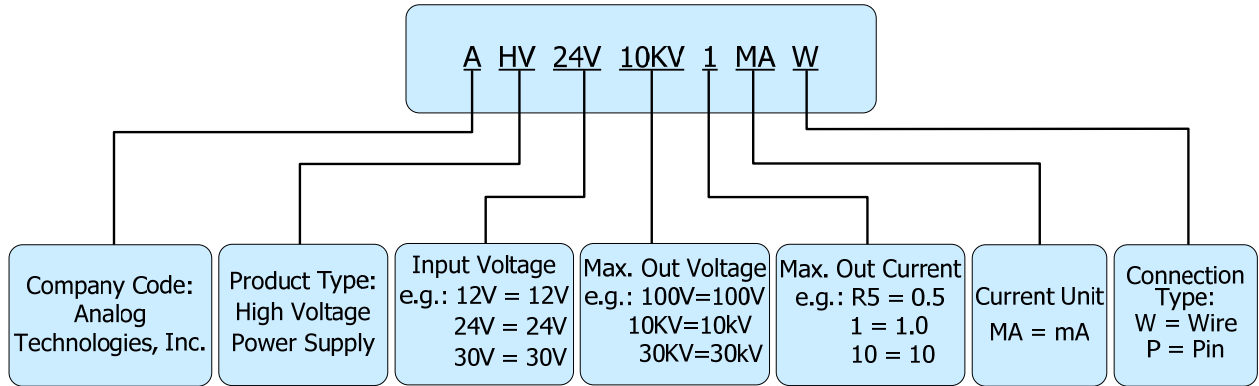 A HV 24V 10KV 1 MA W
Company Code:
Analog
Technologies, Inc.
Product Type:
High Voltage
Power Supply
Input Voltage
e.g.: 12V = 12V
24V = 24V
30V = 30V
Max. Out Voltage
e.g.: 100V=100V
10KV=10kV
30KV=30kV
Max. Out Current
e.g.: R5 = 0.5
1 = 1.0
10 = 10
Current Unit
MA = mA
Connection
Type:
W = Wire
P = Pin